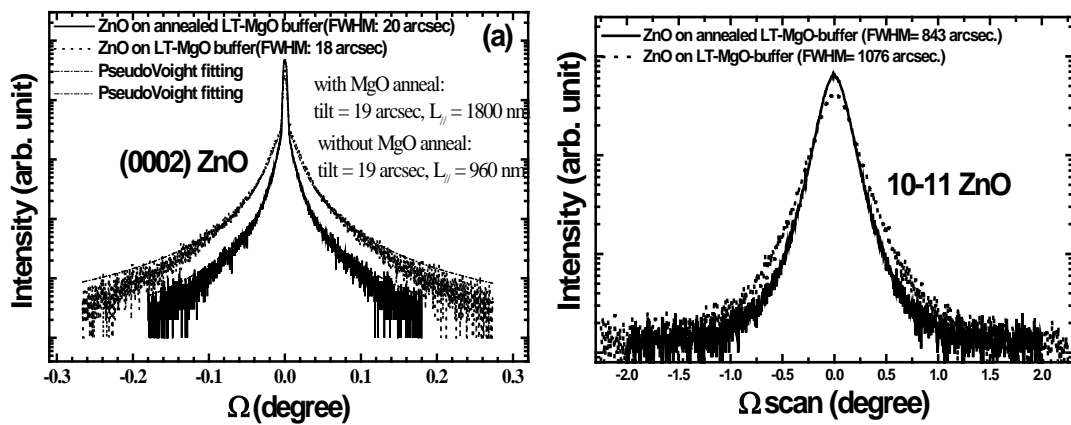 ZnO on annealed LT-MgO buffer(FWHM: 20 arcsec)
ZnO on LT-MgO buffer(FWHM: 18 arcsec)
PseudoVoight fitting
PseudoVoight fitting
(a)
with MgO anneal:
tilt = 19 arcsec, L// = 1800 nm
without MgO anneal:
tilt = 19 arcsec, L// = 960 nm
(0002) ZnO
Intensity (arb. unit)
-0.3 -0.2 -0.1 0.0 0.1 0.2 0.3
Ω (degree)
ZnO on annealed LT-MgO-buffer (FWHM= 843 arcsec.)
ZnO on LT-MgO-buffer (FWHM= 1076 arcsec.)
10-11 ZnO
Intensity (arb. unit)
-2.0 -1.5 -1.0 -0.5 0.0 0.5 1.0 1.5 2.0
Ω scan (degree)